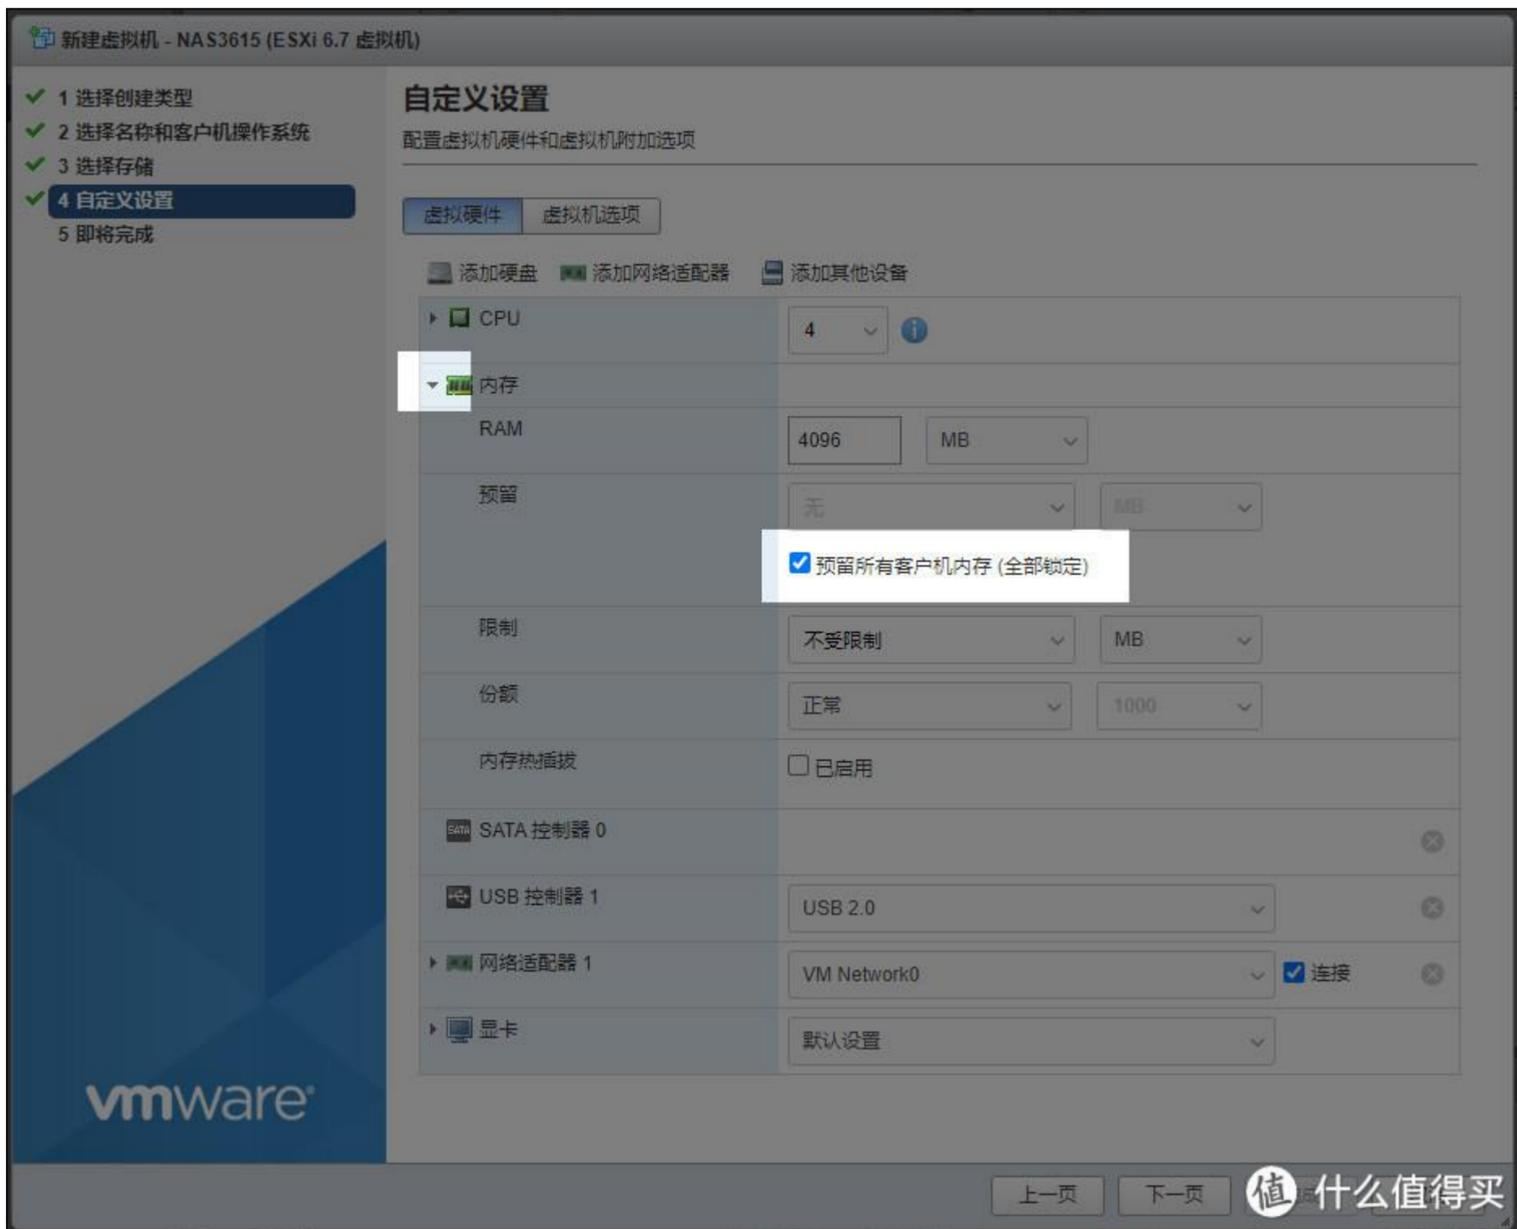 新建虚拟机 - NAS3615 (ESXi 6.7 虚拟机)
1 选择创建类型
2 选择名称和客户机操作系统
3 选择存储
4 自定义设置
5 即将完成
自定义设置
配置虚拟机硬件和虚拟机附加选项
虚拟硬件 虚拟机选项
添加硬盘 添加网络适配器 添加其他设备
CPU 4
内存
RAM 4096 MB
预留 无 MB
预留所有客户机内存 (全部锁定)
限制 不受限制 MB
份额 正常 1000
内存热插拔 已启用
SATA SATA 控制器 0
USB 控制器 1 USB 2.0
网络适配器 1 VM Network0 连接
显卡 默认设置
vmware
上一页 下一页
值 什么值得买